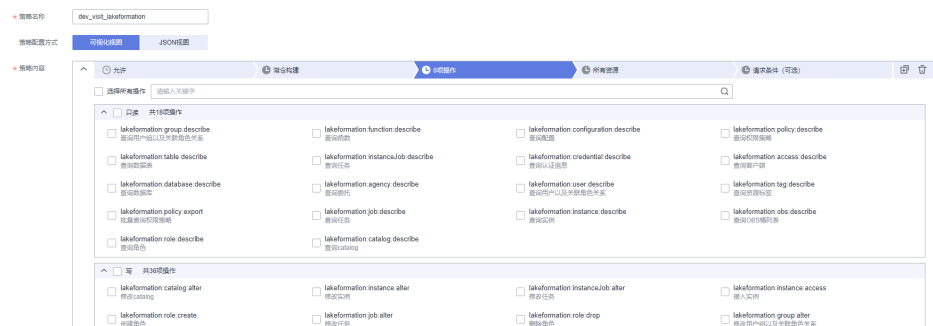 * 策略名称 dev_visit_lakeformation
策略配置方式 可视化视图 JSON视图
* 策略内容 允许 湖仓构建 0项操作 所有资源 请求条件（可选）
选择所有操作 请输入关键字
只读 共18项操作
lakeformation:group:describe lakeformation:function:describe lakeformation:configuration:describe lakeformation:policy:describe
查询用户组以及关联角色关系 查询函数 查询配置 查询权限策略
lakeformation:table:describe lakeformation:instanceJob:describe lakeformation:credential:describe lakeformation:access:describe
查询数据表 查询任务 查询认证信息 查询客户端
lakeformation:database:describe lakeformation:agency:describe lakeformation:user:describe lakeformation:tag:describe
查询数据库 查询委托 查询用户以及关联角色关系 查询资源标签
lakeformation:policy:export lakeformation:job:describe lakeformation:instance:describe lakeformation:obs:describe
批量查询权限策略 查询任务 查询实例 查询OBS桶列表
lakeformation:role:describe lakeformation:catalog:describe
查询角色 查询catalog
写 共36项操作
lakeformation:catalog:alter lakeformation:instance:alter lakeformation:instanceJob:alter lakeformation:instance:access
修改catalog 修改实例 修改任务 接入实例
lakeformation:role:create lakeformation:job:alter lakeformation:role:drop lakeformation:group:alter
创建角色 修改任务 删除角色 修改用户组以及关联角色关系